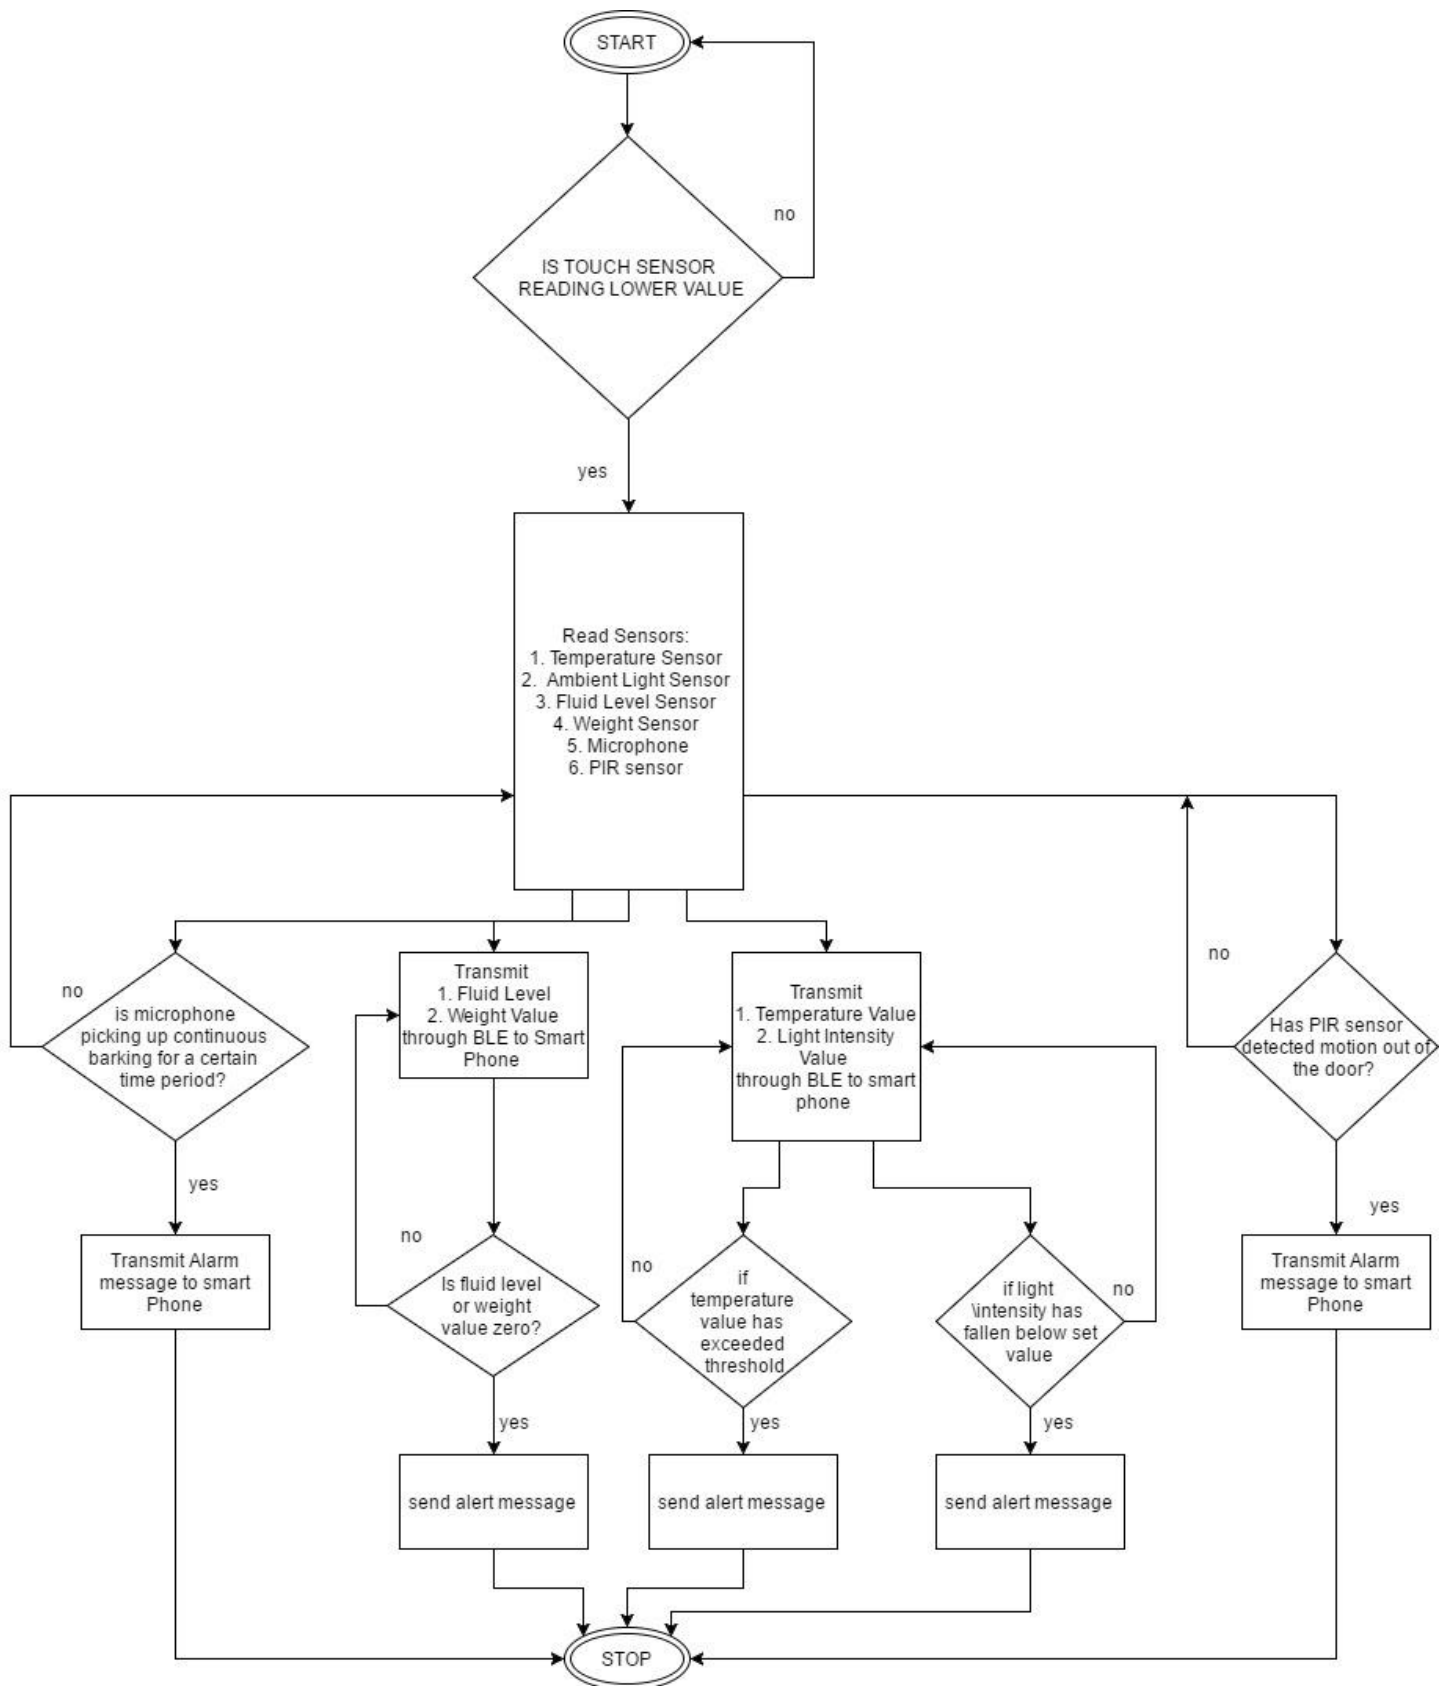 START
no
IS TOUCH SENSOR
READING LOWER VALUE
yes
Read Sensors:
1. Temperature Sensor
2. Ambient Light Sensor
3. Fluid Level Sensor
4. Weight Sensor
5. Microphone
6. PIR sensor
no
is microphone
picking up continuous
barking for a certain
time period?
Transmit
1. Fluid Level
2. Weight Value
through BLE to Smart
Phone
Transmit
1. Temperature Value
2. Light Intensity
Value
through BLE to smart
phone
no
Has PIR sensor
detected motion out of
the door?
yes
Transmit Alarm
message to smart
Phone
no
Is fluid level
or weight
value zero?
no
if
temperature
value has
exceeded
threshold
if light
\intensity has
fallen below set
value
no
yes
Transmit Alarm
message to smart
Phone
yes
send alert message
yes
send alert message
yes
send alert message
STOP